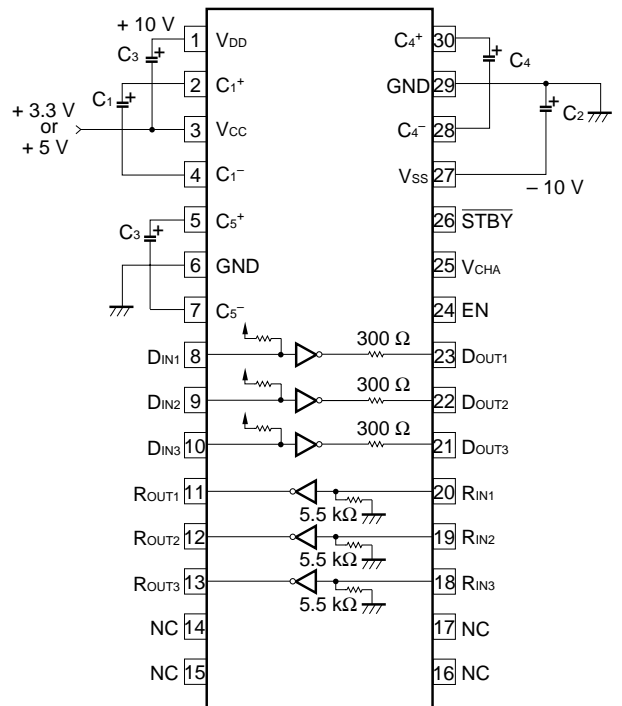 + 10 V
C3 +
1 VDD
C4+ 30
+ C4
C1 +
2 C1+
GND 29
+ C2
+ 3.3 V
or
+ 5 V
3 VCC
C4− 28
4 C1−
VSS 27
− 10 V
C3 +
5 C5+
26 STBY
6 GND
25 VCHA
7 C5−
24 EN
DIN1 8
300 Ω
23 DOUT1
DIN2 9
300 Ω
22 DOUT2
DIN3 10
300 Ω
21 DOUT3
ROUT1 11
5.5 kΩ
20 RIN1
ROUT2 12
5.5 kΩ
19 RIN2
ROUT3 13
5.5 kΩ
18 RIN3
NC 14
17 NC
NC 15
16 NC